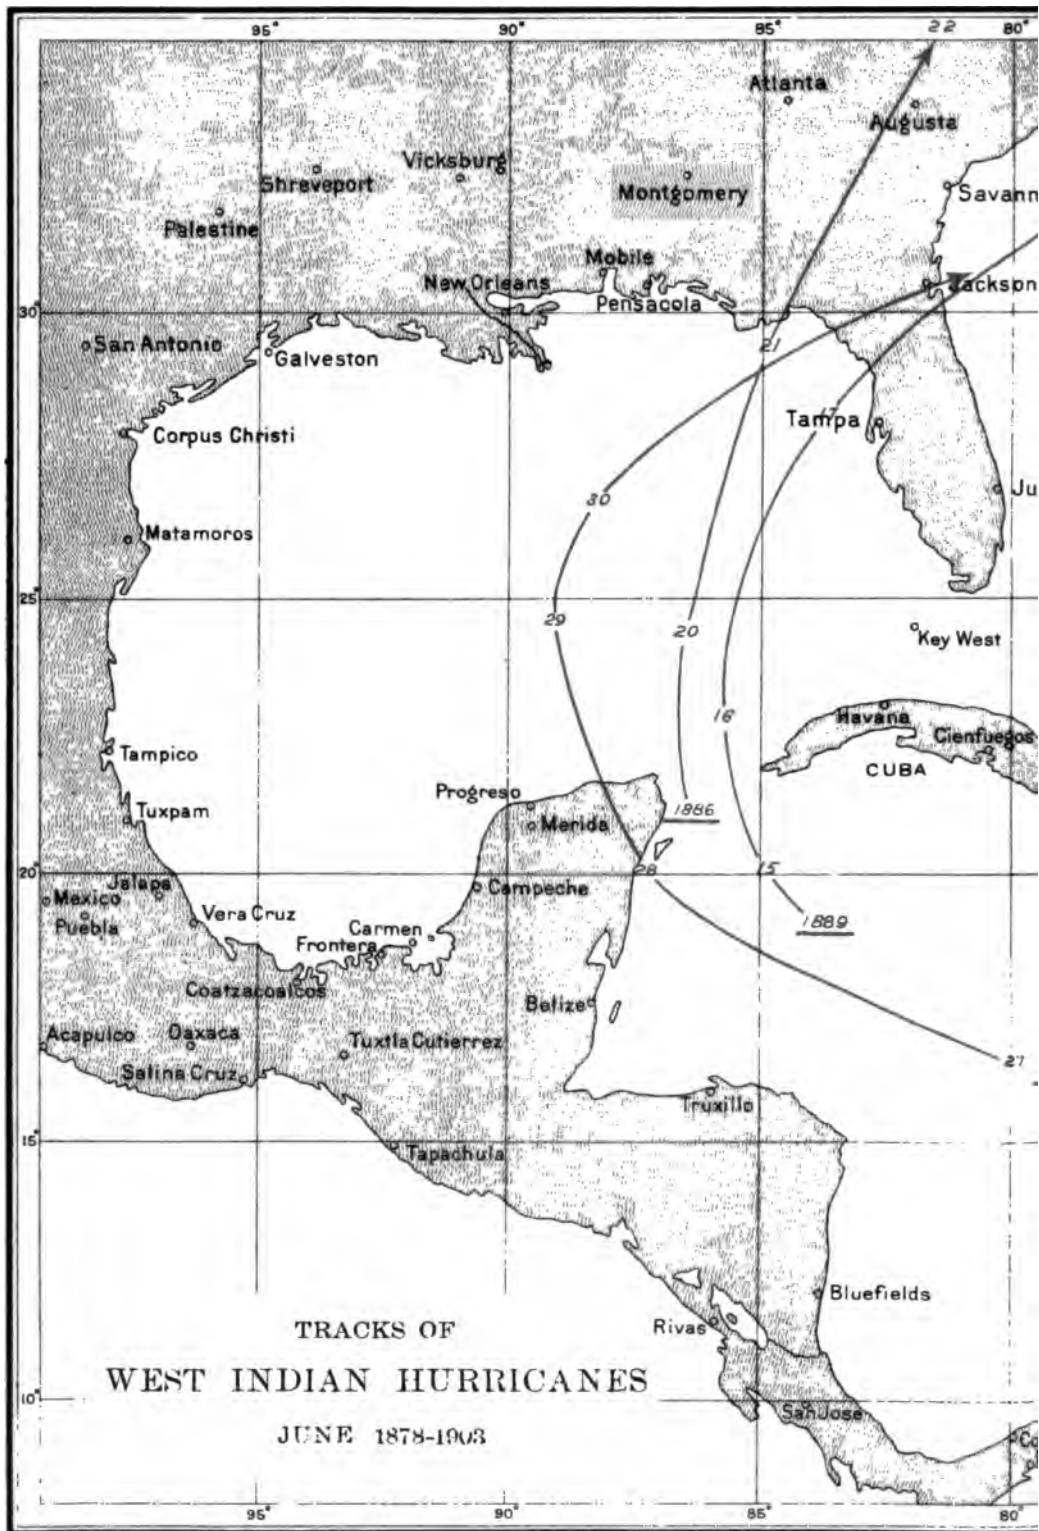 95°
90°
85°
22
80°
Atlanta
Augusta
Vicksburg
Shreveport
Montgomery
Savann
Palestine
Mobile
New Orleans
Pensacola
Jackson
30°
21
San Antonio
Galveston
Tampa
17
Corpus Christi
30
Ju
Matamoros
25°
29
20
Key West
16
Havana
Cienfuegos
CUBA
Tampico
Progreso
1886
Tuxpam
Merida
20°
28
15
Jalapa
Mexico
Campeche
Puebla
Vera Cruz
Carmen
1889
Frontera
Coatzacoalcos
Belize
Acapulco
Oaxaca
Tuxtla Cutierrez
27
Salina Cruz
Truxillo
15°
Tapachula
Bluefields
Rivas
TRACKS OF
WEST INDIAN HURRICANES
10°
San Jose
JUNE 1878-1903
Co
95°
90°
85°
80°